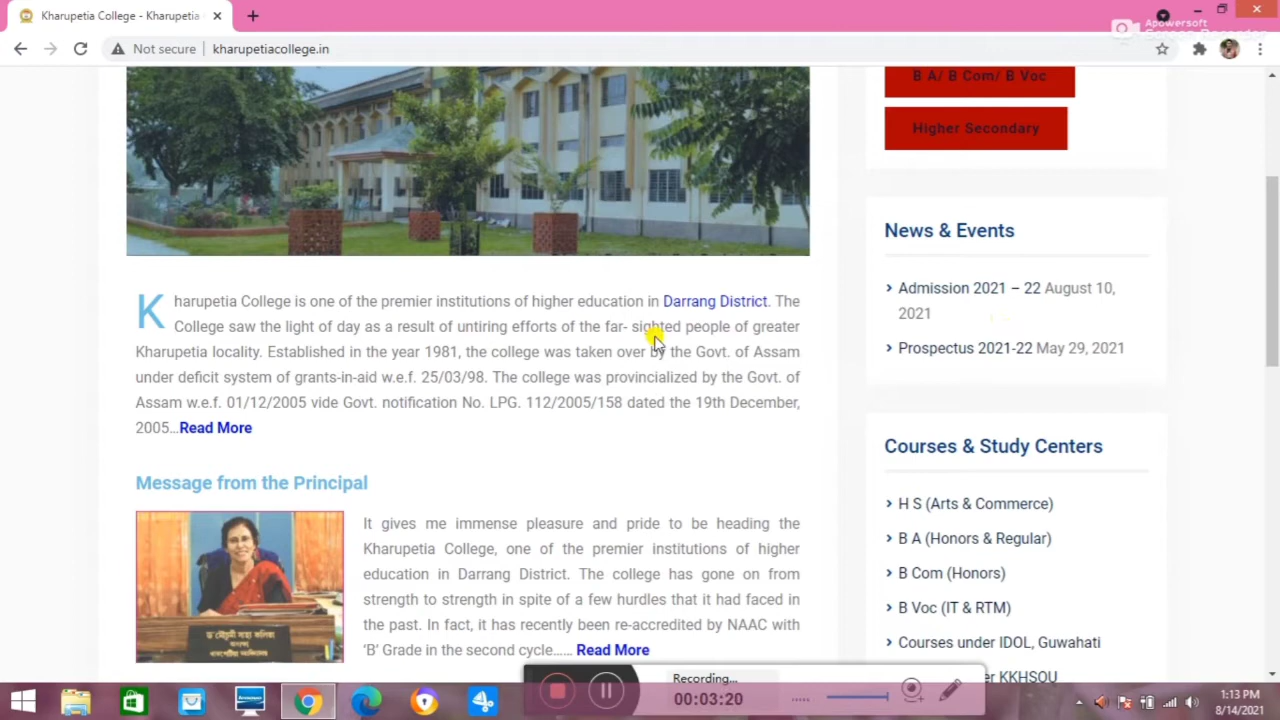 Kharupetia College - Kharupetia
Apowersoft
Screen Recorder
Not secure
kharupetiacollege.in
B A/ B Com/ B Voc
Higher Secondary
News & Events
Admission 2021 – 22 August 10,
2021
Prospectus 2021-22 May 29, 2021
Kharupetia College is one of the premier institutions of higher education in Darrang District. The
College saw the light of day as a result of untiring efforts of the far- sighted people of greater
Kharupetia locality. Established in the year 1981, the college was taken over by the Govt. of Assam
under deficit system of grants-in-aid w.e.f. 25/03/98. The college was provincialized by the Govt. of
Assam w.e.f. 01/12/2005 vide Govt. notification No. LPG. 112/2005/158 dated the 19th December,
2005...Read More
Message from the Principal
It gives me immense pleasure and pride to be heading the
Kharupetia College, one of the premier institutions of higher
education in Darrang District. The college has gone on from
strength to strength in spite of a few hurdles that it had faced in
the past. In fact, it has recently been re-accredited by NAAC with
‘B’ Grade in the second cycle...... Read More
Courses & Study Centers
H S (Arts & Commerce)
B A (Honors & Regular)
B Com (Honors)
B Voc (IT & RTM)
Courses under IDOL, Guwahati
er KKHSOU
Recording...
00:03:20
1:13 PM
8/14/2021